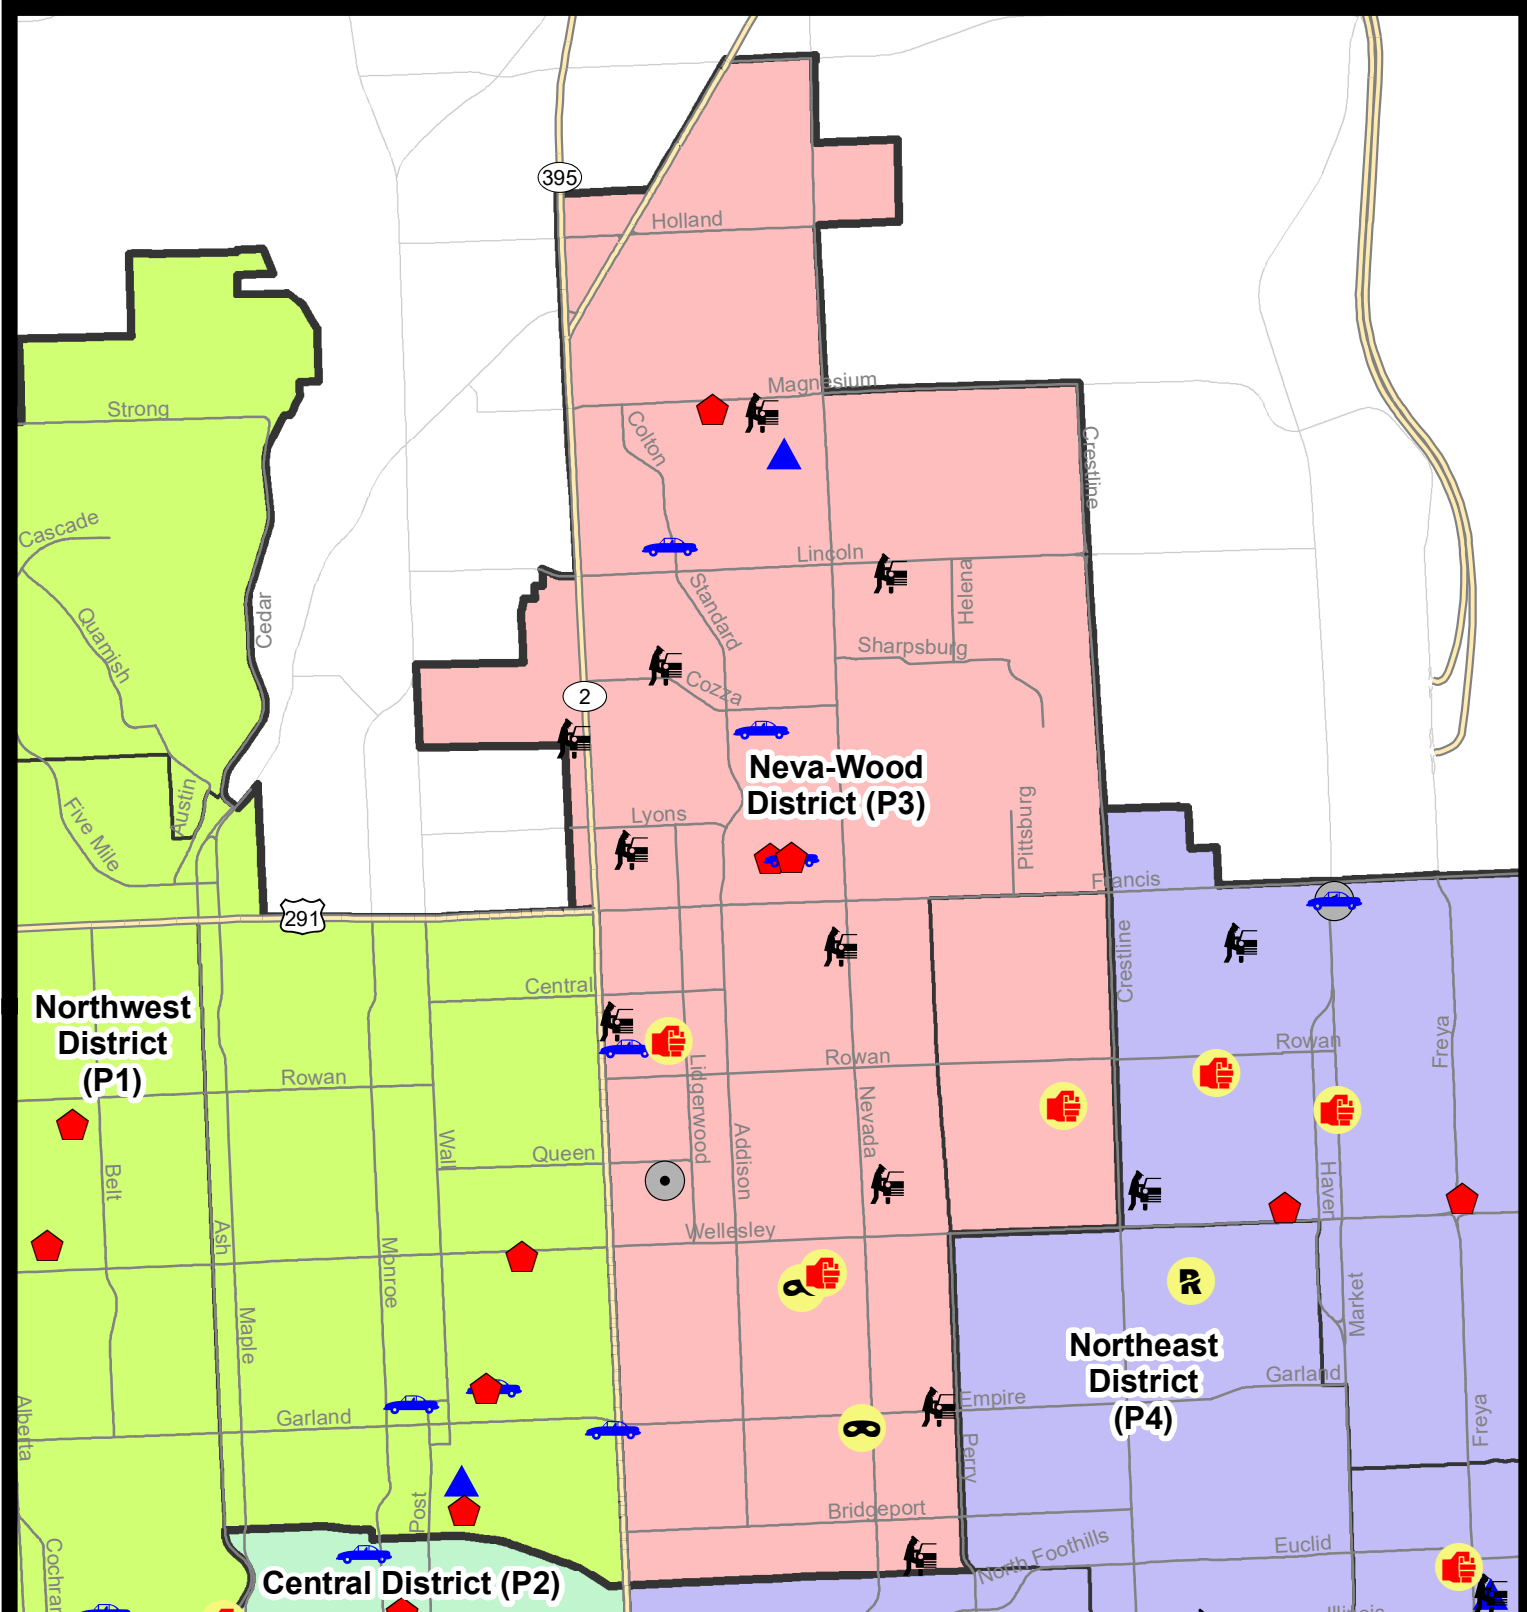 395
Holland
Magnesium
Strong
Colton
Crestline
Cascade
Lincoln
Helena
Standard
Cedar
Quamish
Sharpsburg
Cozza
2
Neva-Wood
District (P3)
Austin
Five Mile
Lyons
Pittsburg
Francis
291
Crestline
Central
Northwest
District
(P1)
Rowan
Rowan
Rowan
Freya
Lidgerwood
Nevada
Addison
Wall
Queen
Belt
Haven
Wellesley
Ash
Monroe
Maple
Market
Northeast
District
(P4)
Garland
Empire
Garland
Alberta
Freya
Perry
Post
Bridgeport
Euclid
North Foothills
Cochran
Central District (P2)
R